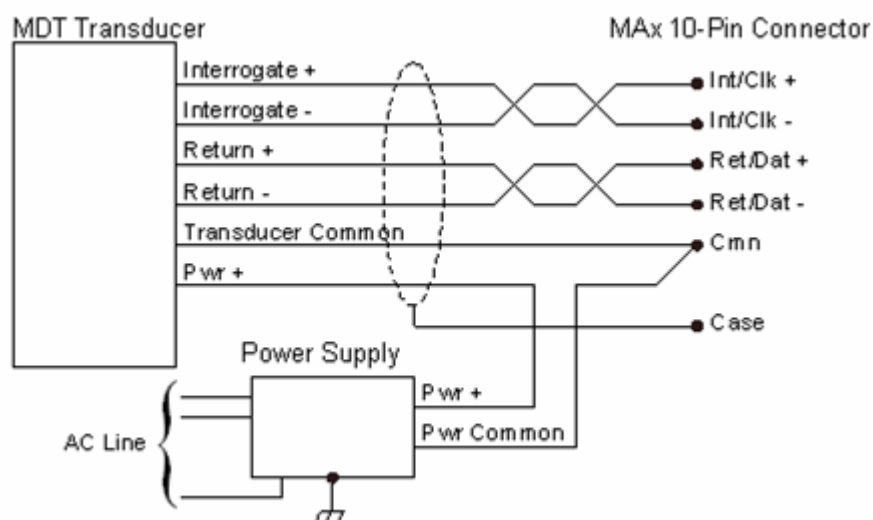 MDT Transducer
MAx 10-Pin Connector
Interrogate +
Int/Clk +
Interrogate -
Int/Clk -
Return +
Ret/Dat +
Return -
Ret/Dat -
Transducer Common
Cmn
Pwr +
Case
Power Supply
Pwr +
Pwr Common
AC Line